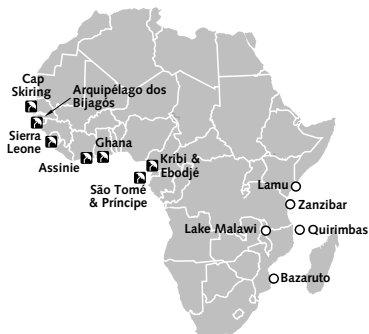 Cap
Skiring
Arquipélago dos
Bijagós
Sierra
Leone
Ghana
Assinie
Kribi &
Ebodjé
São Tomé
& Príncipe
Lamu
Zanzibar
Lake Malawi
Quirimbas
Bazaruto